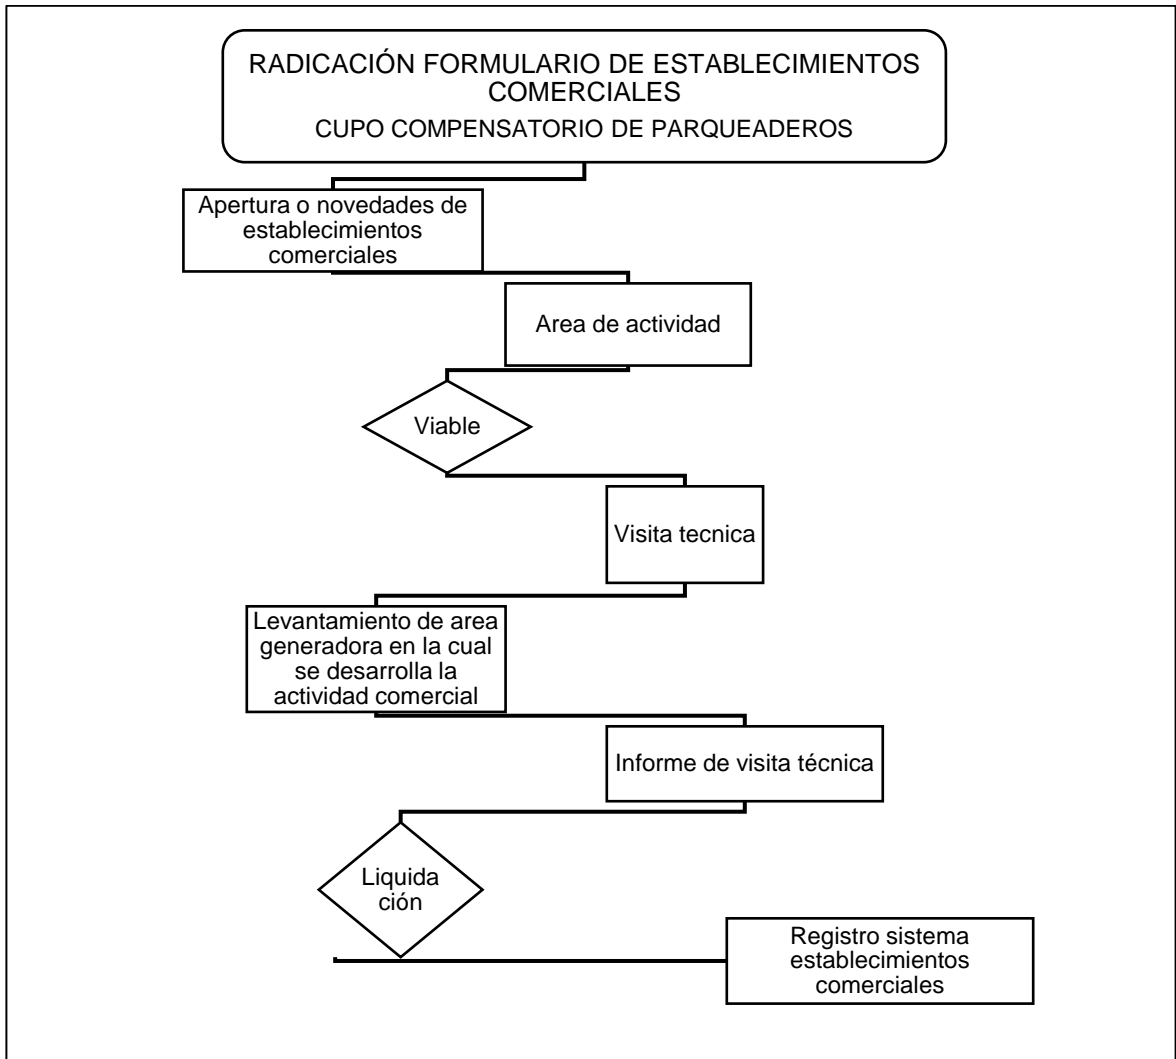 RADICACIÓN FORMULARIO DE ESTABLECIMIENTOS
COMERCIALES
CUPO COMPENSATORIO DE PARQUEADEROS
Apertura o novedades de
establecimientos
comerciales
Area de actividad
Viable
Visita tecnica
Levantamiento de area
generadora en la cual
se desarrolla la
actividad comercial
Informe de visita técnica
Liquida
ción
Registro sistema
establecimientos
comerciales